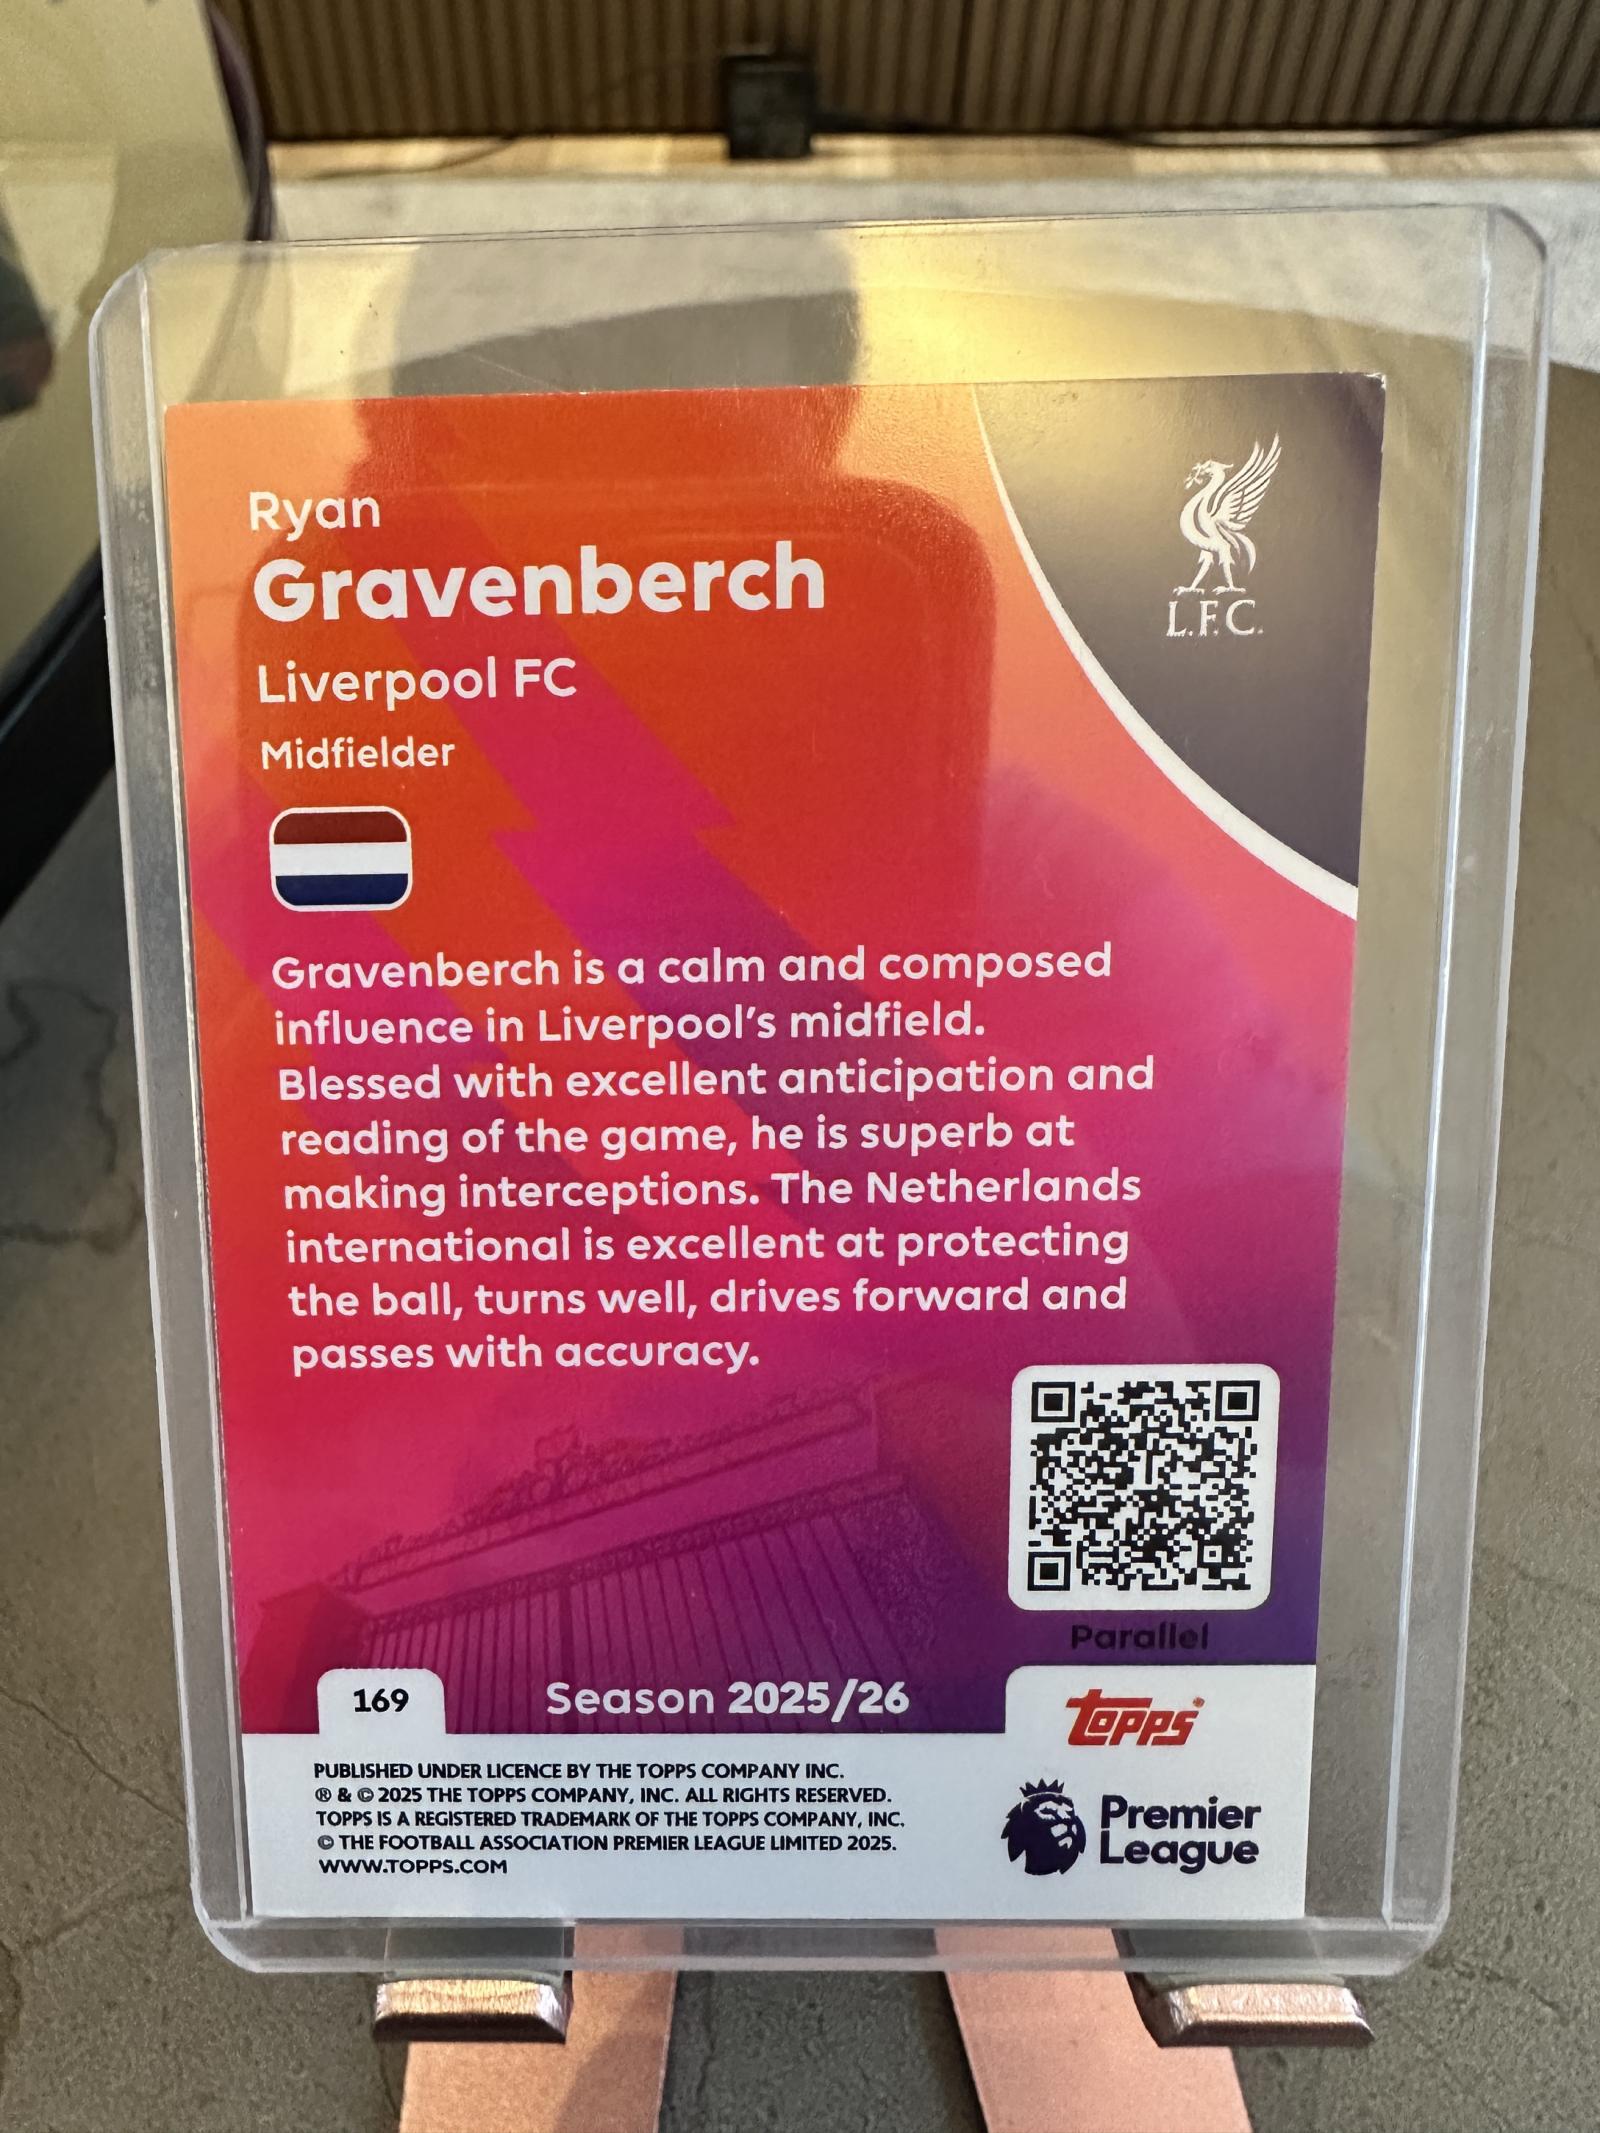 L.F.C.
Ryan
Gravenberch
Liverpool FC
Midfielder
Gravenberch is a calm and composed
influence in Liverpool's midfield.
Blessed with excellent anticipation and
reading of the game, he is superb at
making interceptions. The Netherlands
international is excellent at protecting
the ball, turns well, drives forward and
passes with accuracy.
Parallel
169
Season 2025/26
Topps®
PUBLISHED UNDER LICENCE BY THE TOPPS COMPANY INC.
® & © 2025 THE TOPPS COMPANY, INC. ALL RIGHTS RESERVED.
TOPPS IS A REGISTERED TRADEMARK OF THE TOPPS COMPANY, INC.
© THE FOOTBALL ASSOCIATION PREMIER LEAGUE LIMITED 2025.
WWW.TOPPS.COM
Premier
League